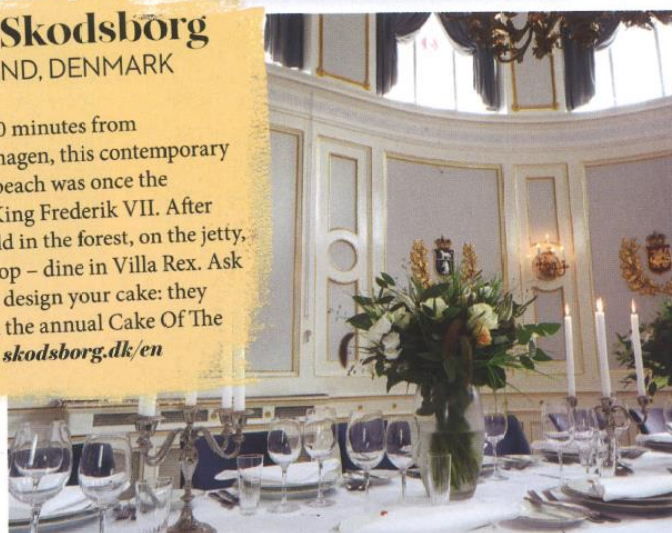 Skodsborg
ND, DENMARK
0 minutes from
hagen, this contemporary
beach was once the
King Frederik VII. After
ld in the forest, on the jetty,
op – dine in Villa Rex. Ask
design your cake: they
the annual Cake Of The
skodsborg.dk/en